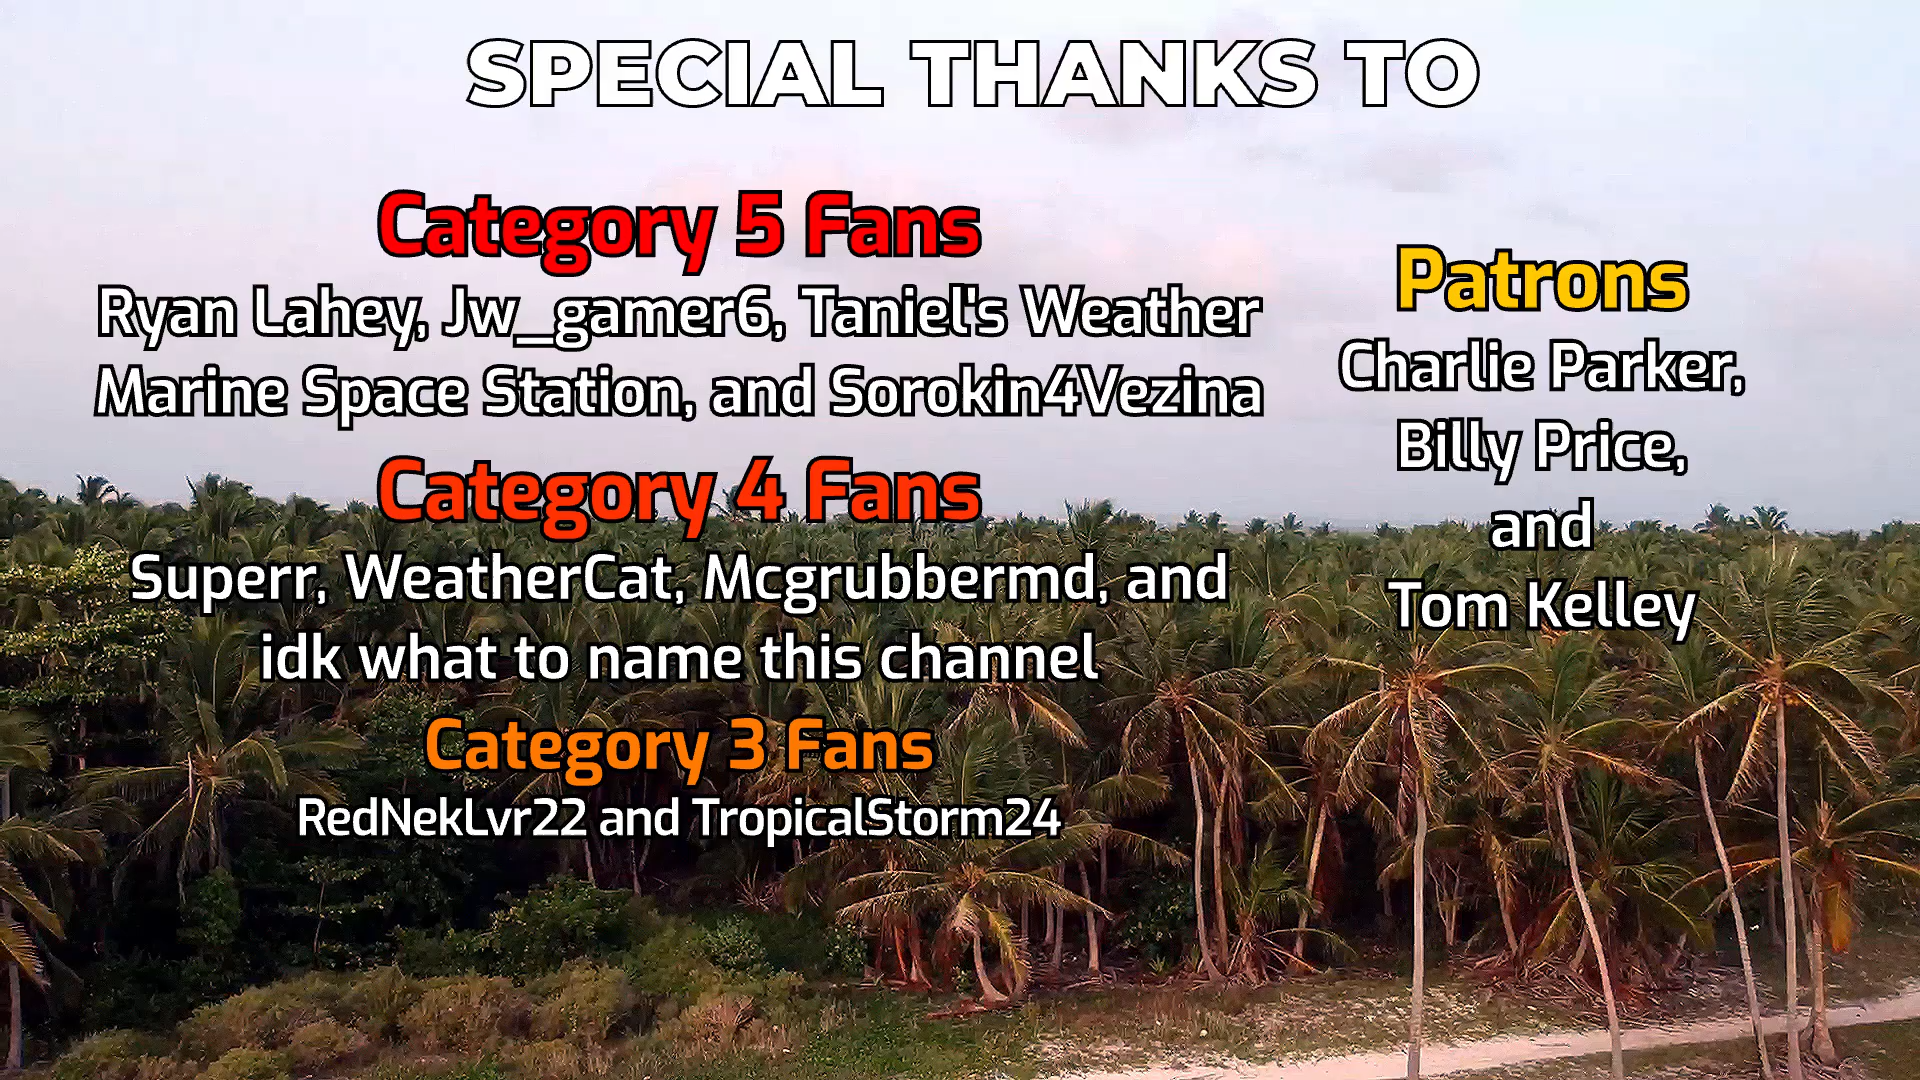 SPECIAL THANKS TO
Category 5 Fans
Ryan Lahey, Jw_gamer6, Taniel's Weather
Marine Space Station, and Sorokin4Vezina
Category 4 Fans
Superr, WeatherCat, Mcgrubbermd, and
idk what to name this channel
Category 3 Fans
RedNekLvr22 and TropicalStorm24
Patrons
Charlie Parker,
Billy Price,
and
Tom Kelley